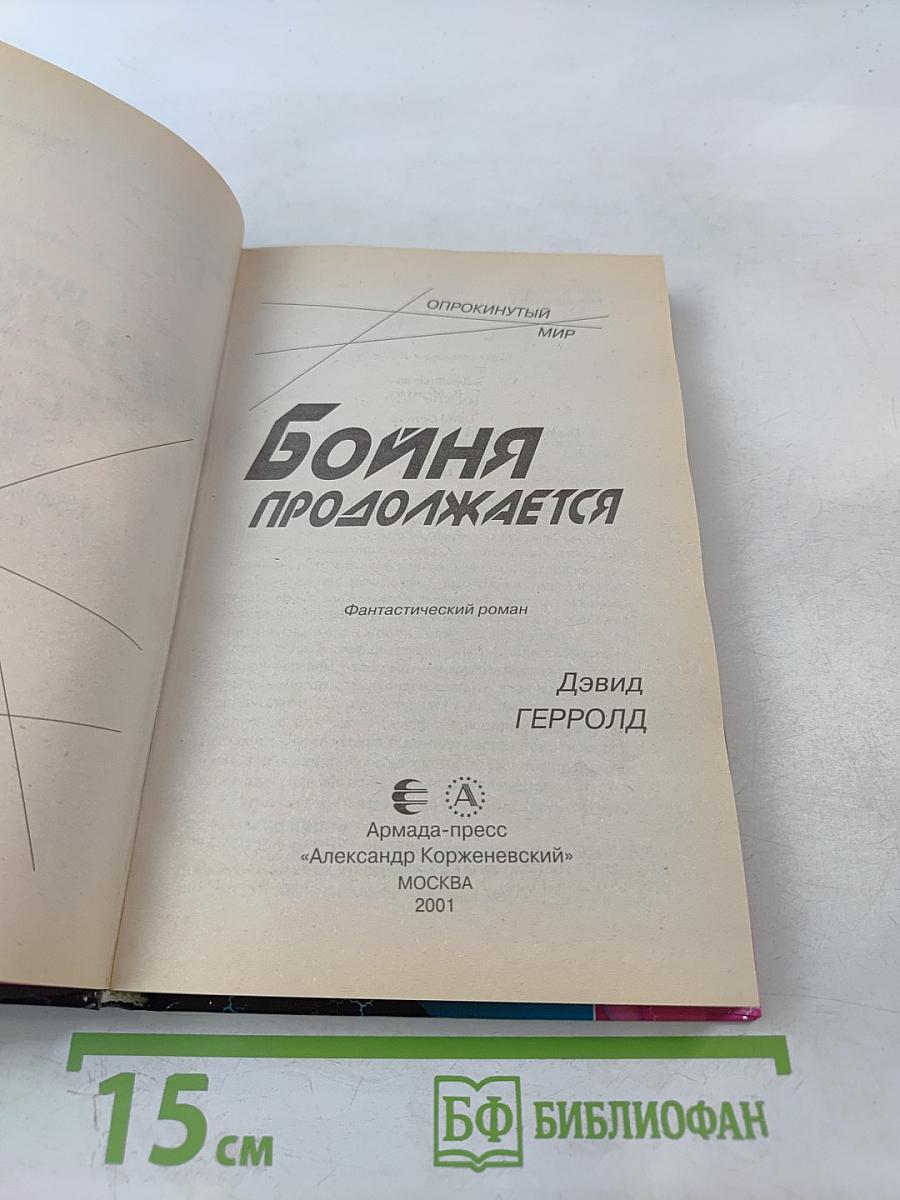 ОПРОКИНУТЫЙ
МИР
БОЙНЯ
ПРОДОЛЖАЕТСЯ
Фантастический роман
Дэвид
ГЕРРОЛД
А
Армада-пресс
«Александр Корженевский»
МОСКВА
2001
15 см
БФ БИБЛИОФАН